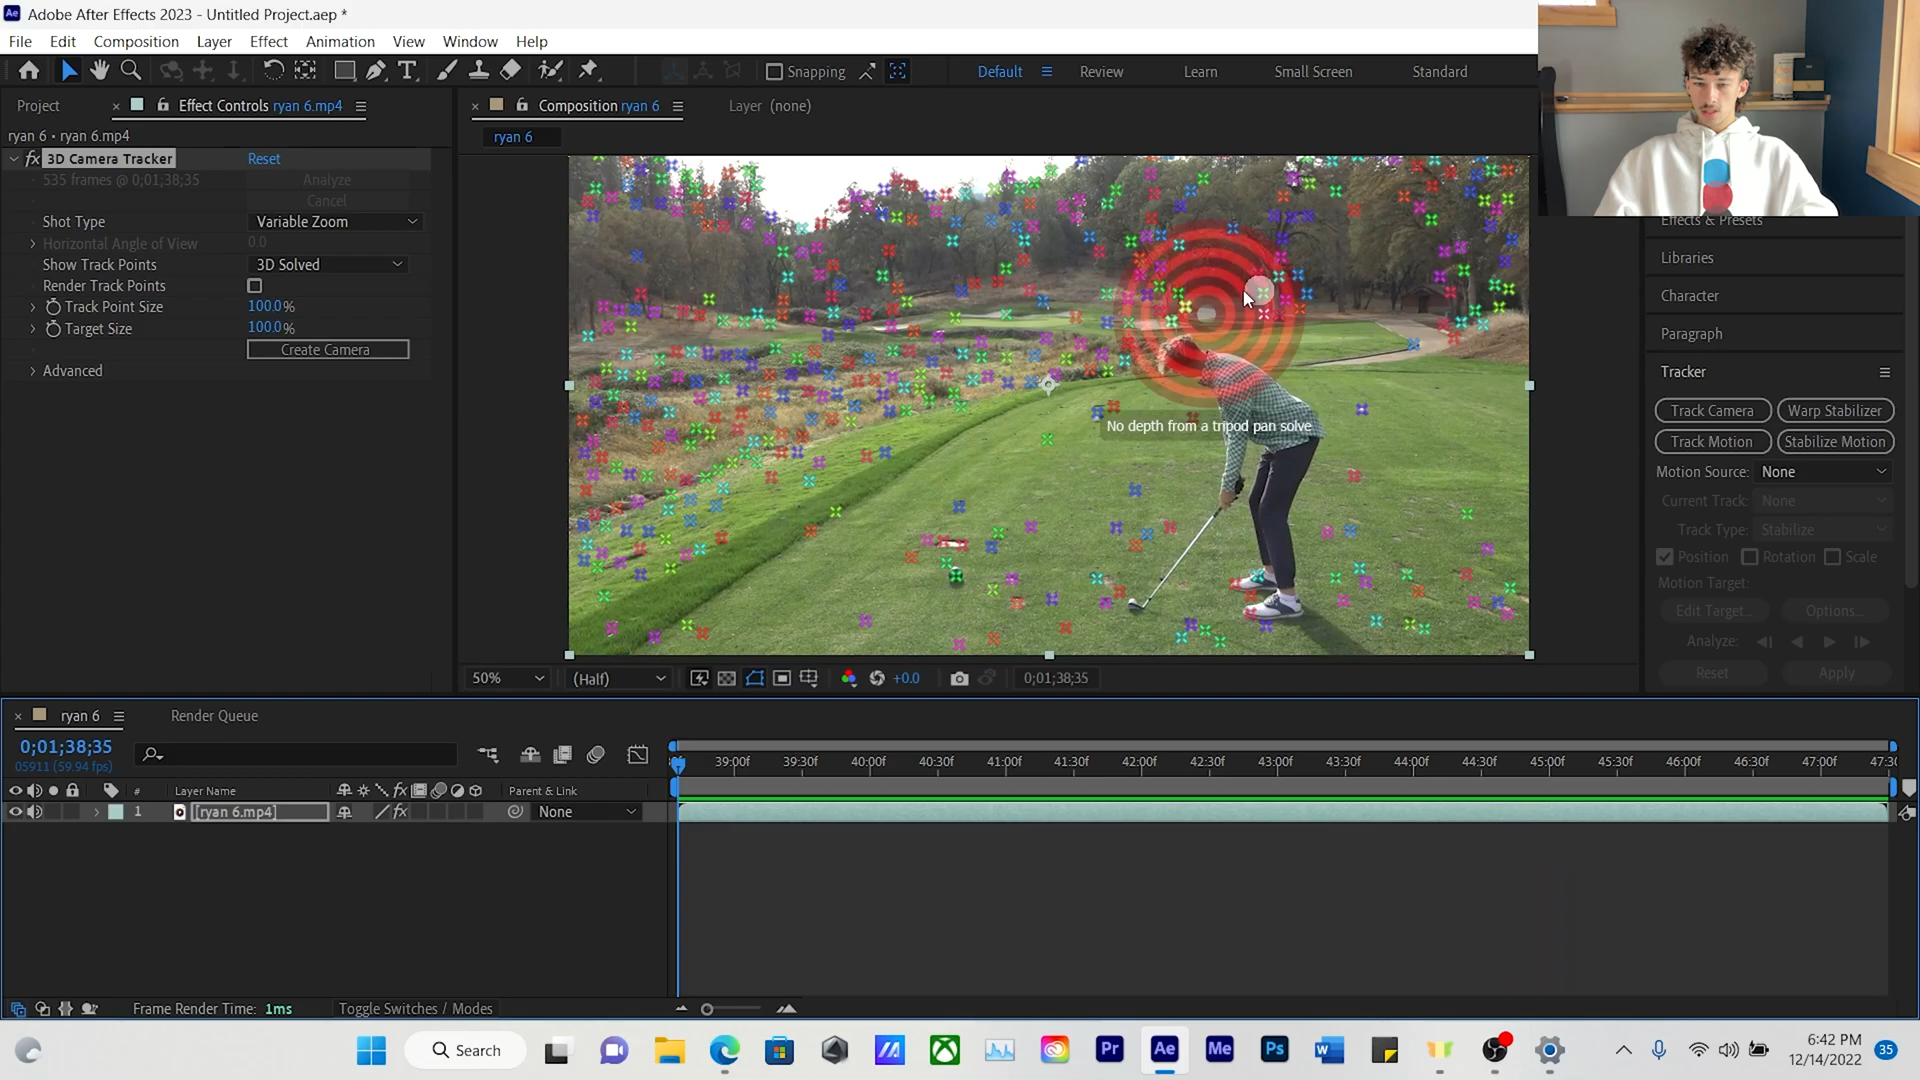 Adobe After Effects 2023 - Untitled Project.aep *
File Edit Composition Layer Effect Animation View Window Help
Snapping Default Review Learn Small Screen Standard
Project Effect Controls ryan 6.mp4 Composition ryan 6 Layer (none)
ryan 6 • ryan 6.mp4
ryan 6
fx 3D Camera Tracker Reset
535 frames @ 0;01;38;35 Analyze
Cancel
Shot Type Variable Zoom
Horizontal Angle of View 0.0
Show Track Points 3D Solved
Render Track Points
Track Point Size 100.0%
Target Size 100.0%
Create Camera
Advanced
No depth from a tripod pan solve
Effects & Presets
Libraries
Character
Paragraph
Tracker
Track Camera Warp Stabilizer
Track Motion Stabilize Motion
Motion Source: None
Current Track: None
Track Type: Stabilize
Position Rotation Scale
Motion Target:
Edit Target... Options...
Analyze:
Reset Apply
50% (Half) +0.0 0;01;38;35
ryan 6 Render Queue
0;01;38;35
05911 (59.94 fps)
39:00f 39:30f 40:00f 40:30f 41:00f 41:30f 42:00f 42:30f 43:00f 43:30f 44:00f 44:30f 45:00f 45:30f 46:00f 46:30f 47:00f 47:30
# Layer Name fx Parent & Link
1 [ryan 6.mp4] fx None
Frame Render Time: 1ms Toggle Switches / Modes
Search Pr Ae Me Ps W
6:42 PM
12/14/2022
35